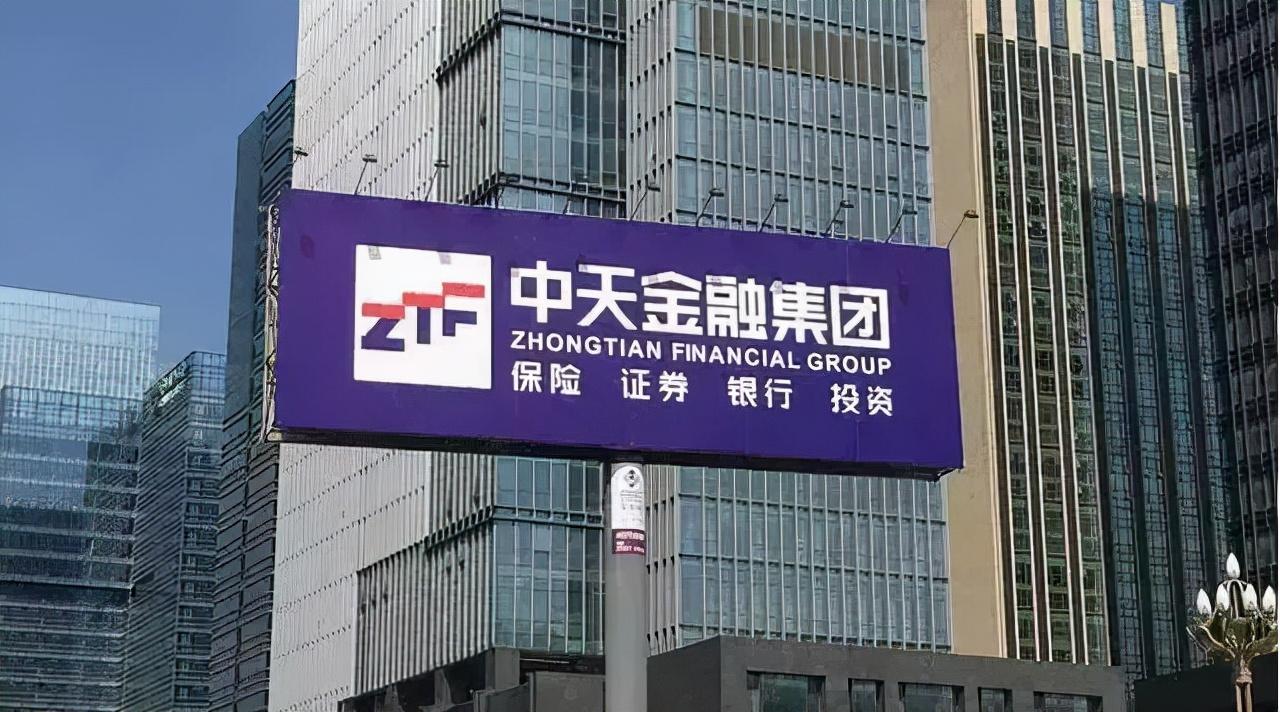 ZTF
中天金融集团
ZHONGTIAN FINANCIAL GROUP
保险 证券 银行 投资